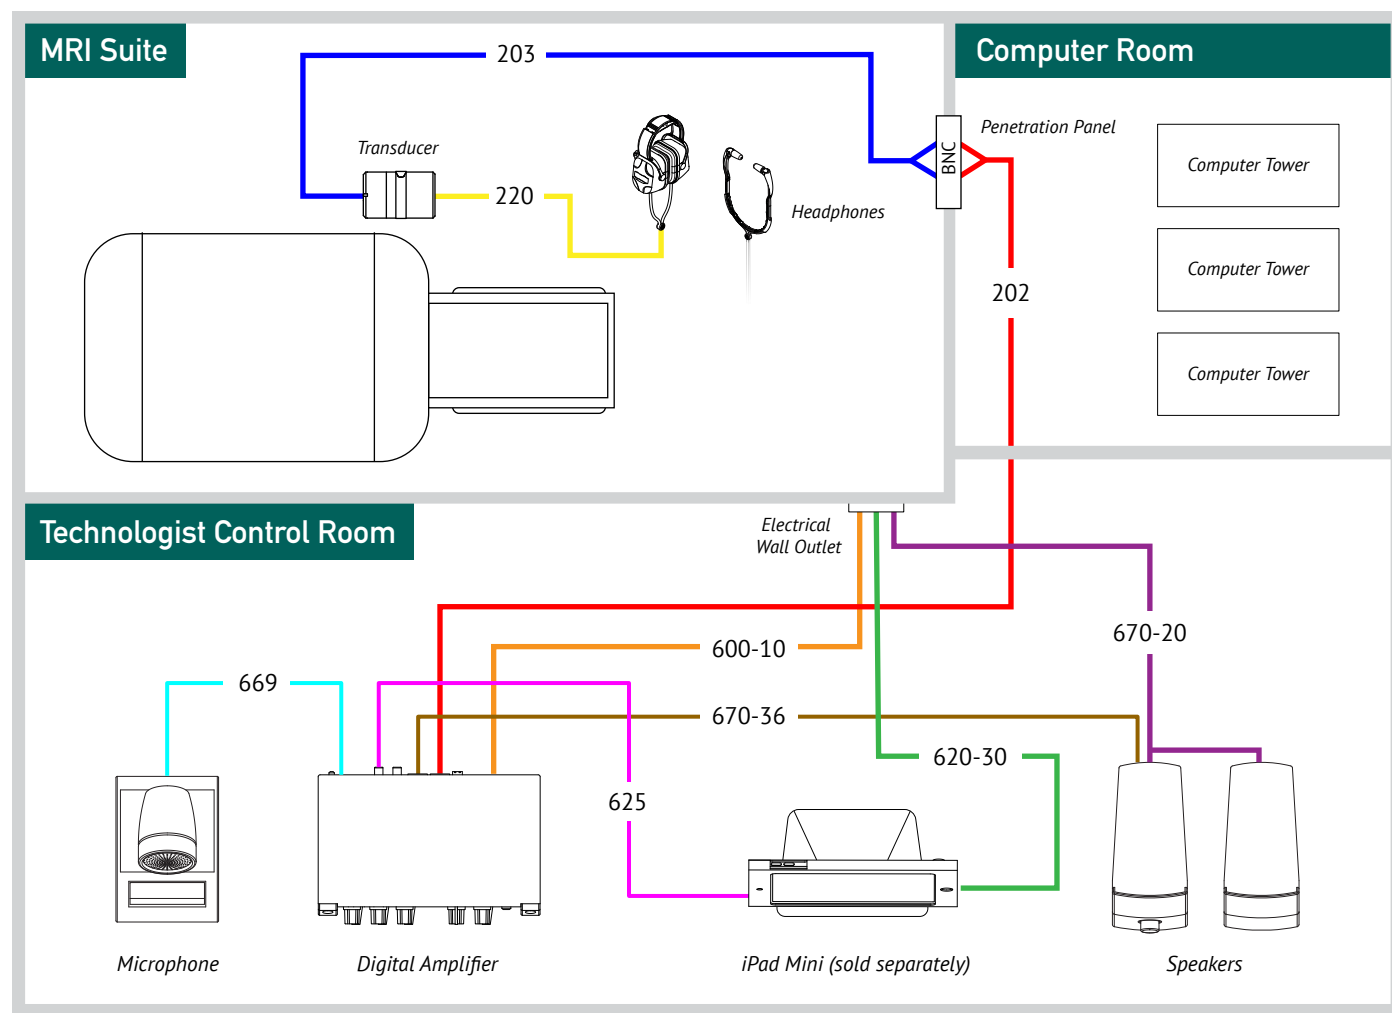 MRI Suite
203
Computer Room
Penetration Panel
BNC
Transducer
220
Headphones
Computer Tower
Computer Tower
Computer Tower
202
Technologist Control Room
Electrical
Wall Outlet
600-10
670-20
669
670-36
620-30
625
Microphone
Digital Amplifier
iPad Mini (sold separately)
Speakers